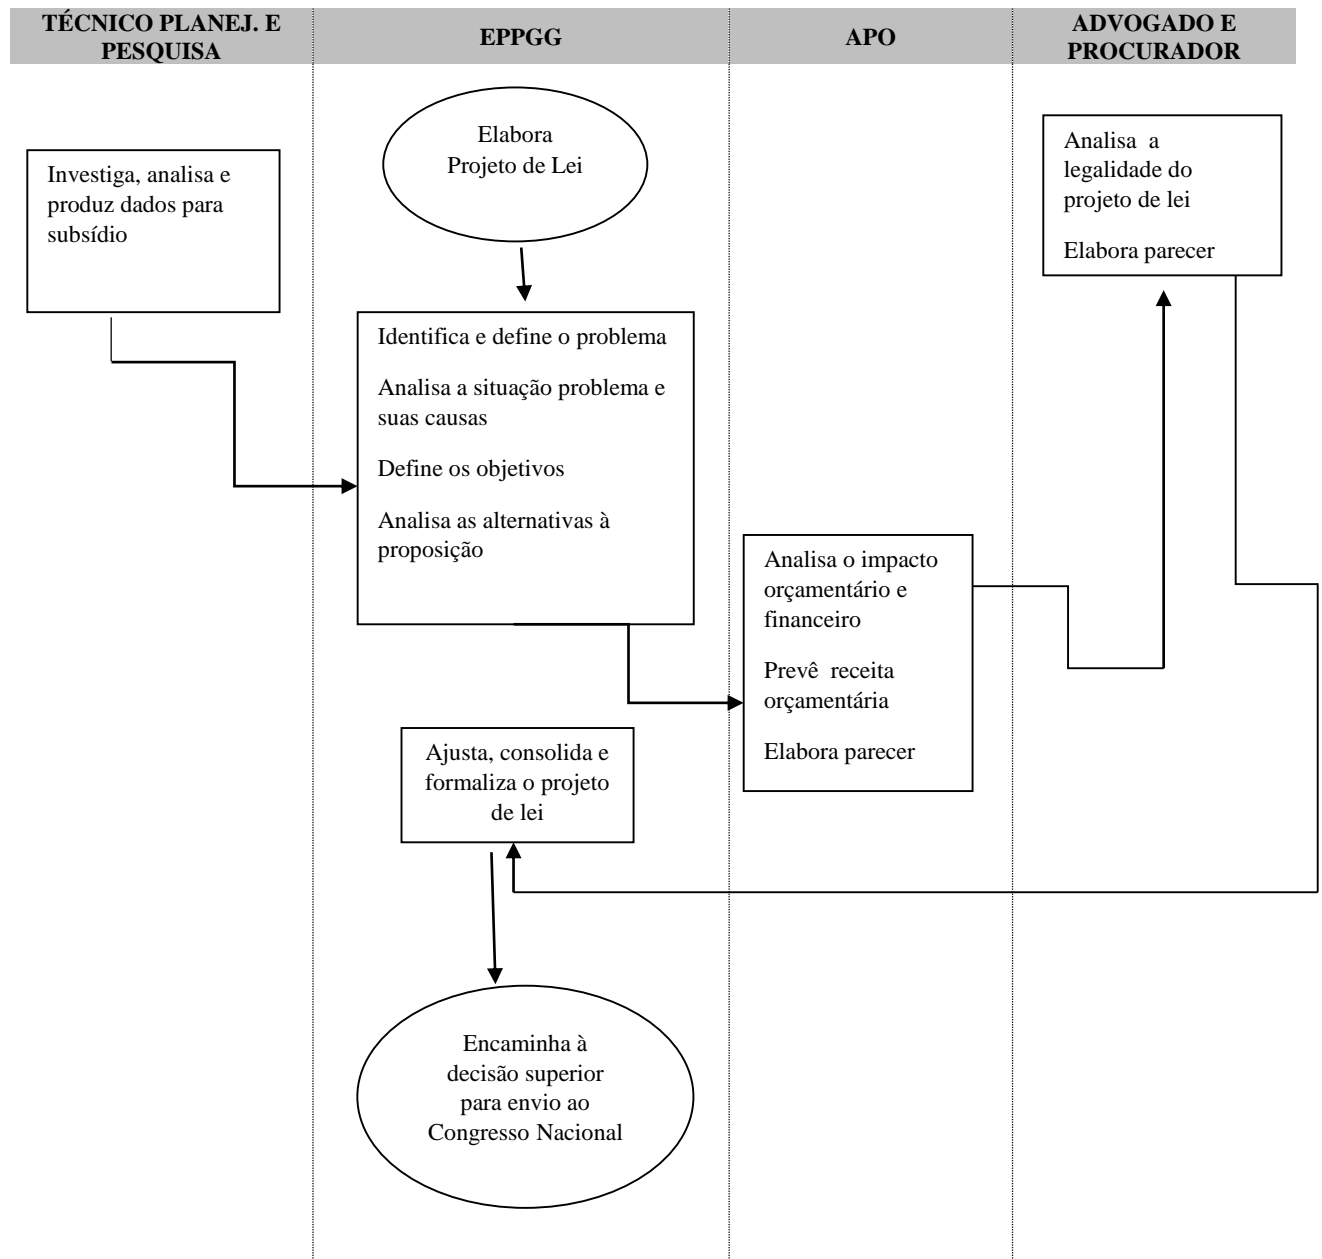 TÉCNICO PLANEJ. E
PESQUISA
EPPGG
APO
ADVOGADO E
PROCURADOR
Elabora
Projeto de Lei
Investiga, analisa e
produz dados para
subsídio
Analisa a
legalidade do
projeto de lei
Elabora parecer
Identifica e define o problema
Analisa a situação problema e
suas causas
Define os objetivos
Analisa as alternativas à
proposição
Analisa o impacto
orçamentário e
financeiro
Prevê receita
orçamentária
Elabora parecer
Ajusta, consolida e
formaliza o projeto
de lei
Encaminha à
decisão superior
para envio ao
Congresso Nacional